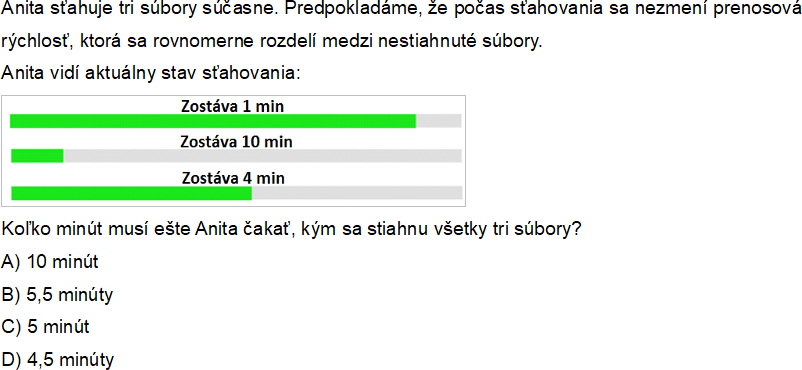 Anita sťahuje tri súbory súčasne. Predpokladáme, že počas sťahovania sa nezmení prenosová
rýchlosť, ktorá sa rovnomerne rozdelí medzi nestiahnuté súbory.
Anita vidí aktuálny stav sťahovania:
Zostáva 1 min
Zostáva 10 min
Zostáva 4 min
Koľko minút musí ešte Anita čakať, kým sa stiahnu všetky tri súbory?
A) 10 minút
B) 5,5 minúty
C) 5 minút
D) 4,5 minúty